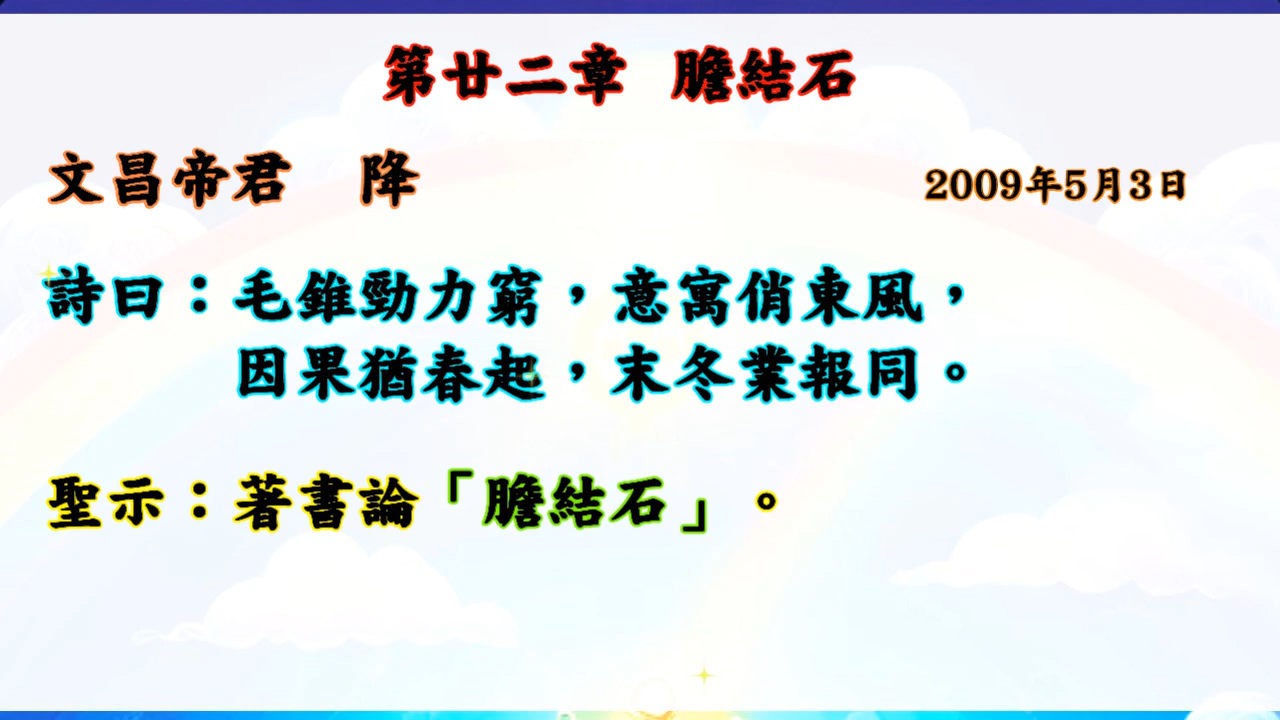 第廿二章 膽結石
文昌帝君 降 2009年5月3日
詩曰：毛錐勁力窮，意寓俏東風，
因果猶春起，末冬業報同。
聖示：著書論「膽結石」。